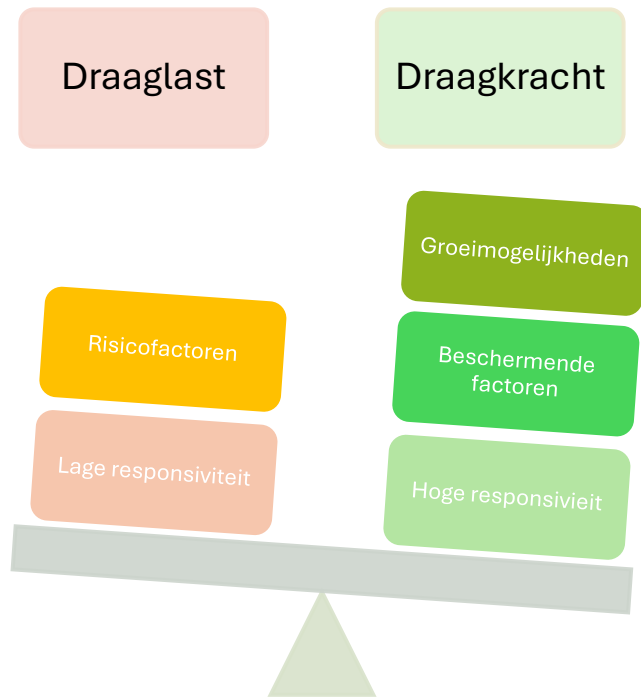 Draaglast
Draagkracht
Groeimogelijkheden
Risicofactoren
Beschermende
factoren
Lage responsiviteit
Hoge responsivieit